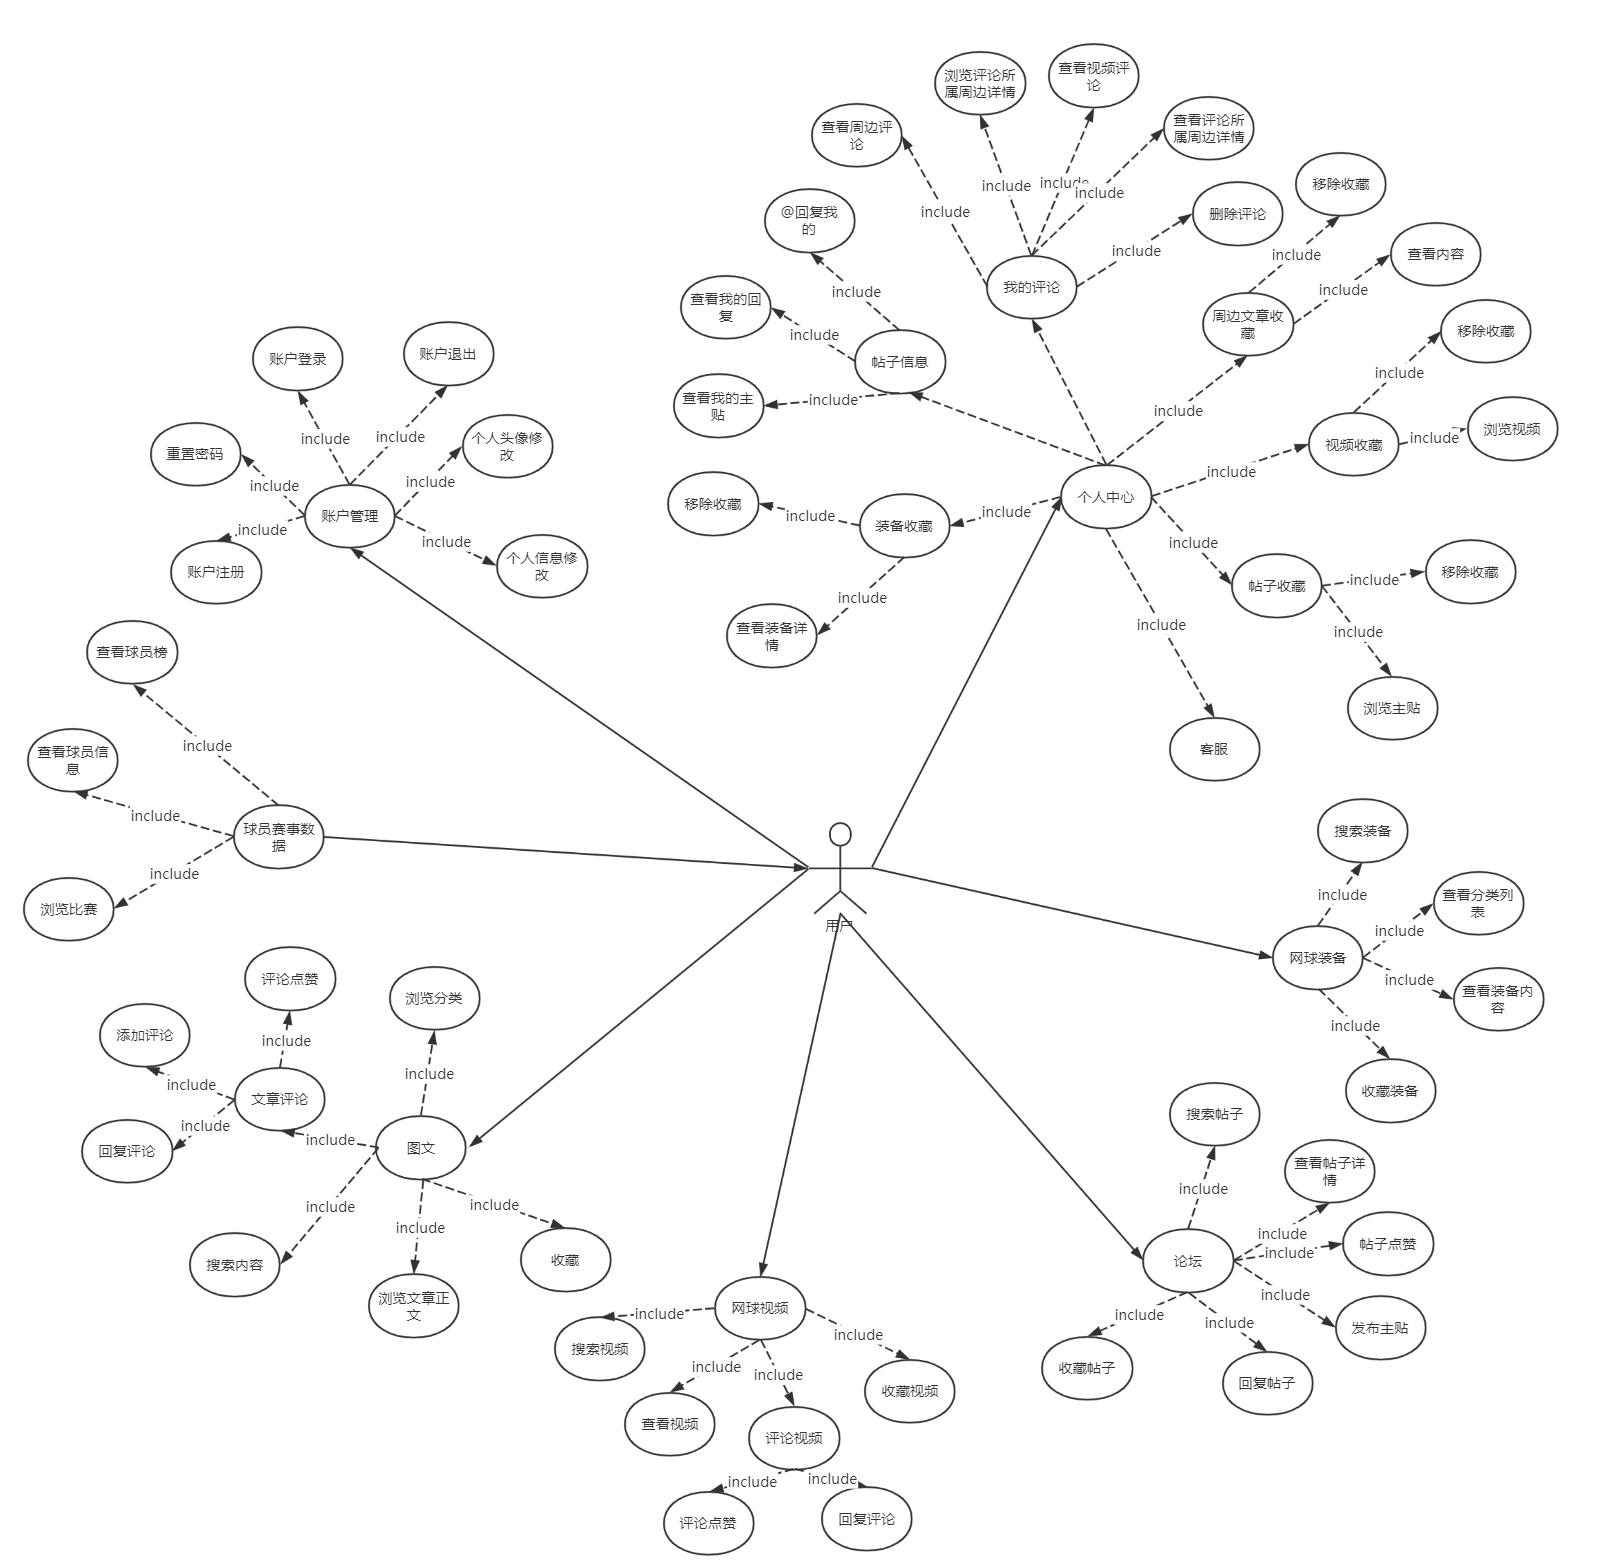 浏览评论所
属周边详情
查看视频评
论
查看周边评
论
查看评论所
属周边详情
include
include
include
include
@回复我
的
删除评论
include
移除收藏
include
查看内容
include
我的评论
include
查看我的回
复
include
帖子信息
周边文章收
藏
移除收藏
include
查看我的主
贴
include
include
视频收藏
include
浏览视频
include
个人中心
移除收藏
include
装备收藏
include
include
帖子收藏
include
移除收藏
include
查看装备详
情
include
include
浏览主贴
客服
账户登录
账户退出
include
include
个人头像修
改
重置密码
include
include
账户管理
include
include
账户注册
个人信息修
改
查看球员榜
include
查看球员信
息
include
球员赛事数
据
include
浏览比赛
用户
搜索装备
include
查看分类列
表
include
网球装备
include
查看装备内
容
include
收藏装备
评论点赞
浏览分类
添加评论
include
include
include
文章评论
include
回复评论
include
图文
include
include
include
搜索内容
收藏
浏览文章正
文
搜索帖子
include
查看帖子详
情
include
include
帖子点赞
论坛
include
发布主贴
include
include
收藏帖子
回复帖子
网球视频
include
搜索视频
include
include
include
收藏视频
查看视频
评论视频
include
include
评论点赞
回复评论